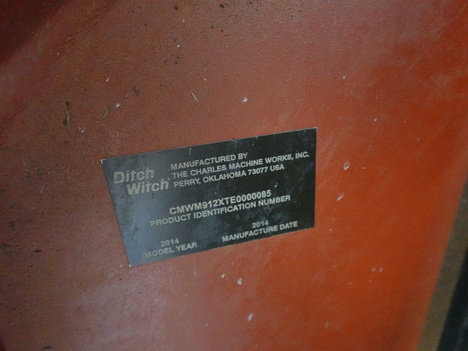 Ditch Witch
MANUFACTURED BY
THE CHARLES MACHINE WORKS, INC.
PERRY, OKLAHOMA 73077 USA
CMWM912XTE0000085
PRODUCT IDENTIFICATION NUMBER
2014
MODEL YEAR
2014
MANUFACTURE DATE